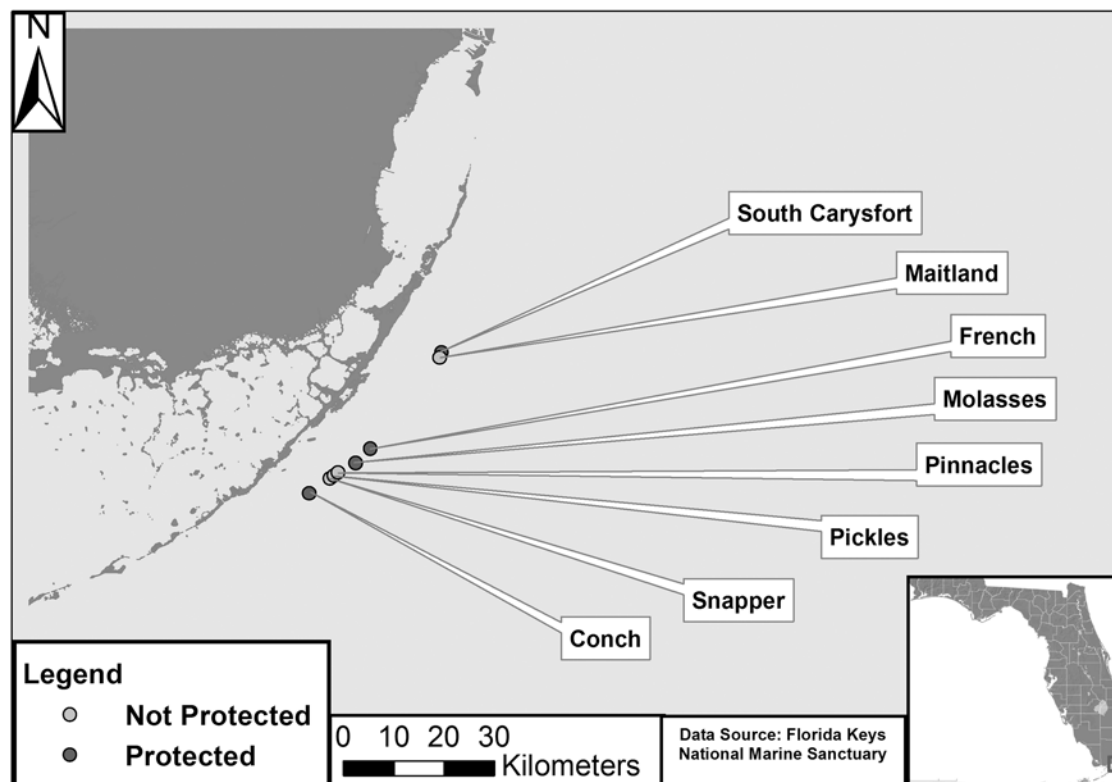 N
South Carysfort
Maitland
French
Molasses
Pinnacles
Pickles
Snapper
Conch
Legend
Not Protected
Protected
0 10 20 30
Kilometers
Data Source: Florida Keys
National Marine Sanctuary